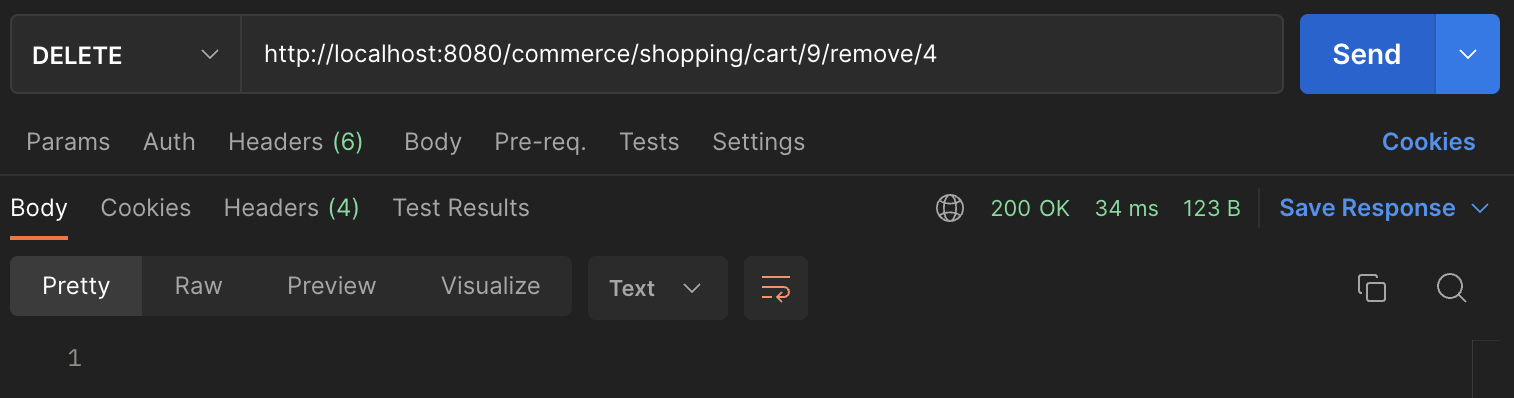 DELETE http://localhost:8080/commerce/shopping/cart/9/remove/4 Send
Params Auth Headers (6) Body Pre-req. Tests Settings Cookies
Body Cookies Headers (4) Test Results 200 OK 34 ms 123 B Save Response
Pretty Raw Preview Visualize Text
1